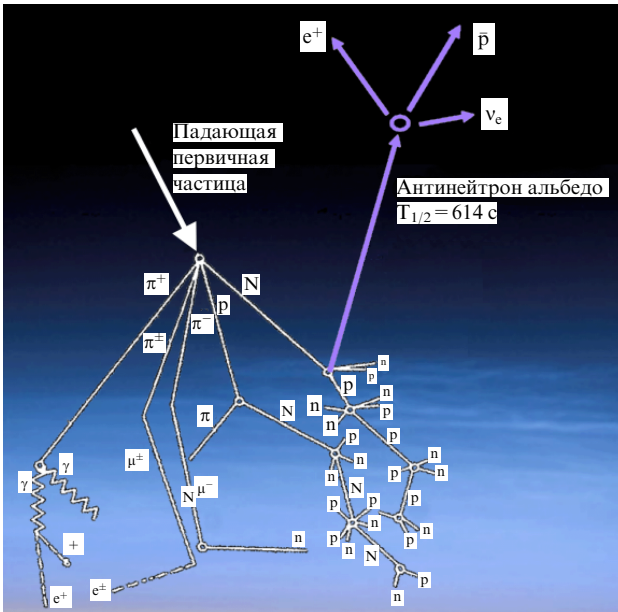 e⁺
p̄
νₑ
Падающая
первичная
частица
Антинейтрон альбедо
T₁/₂ = 614 с
π⁺
N
p
π⁻
π±
n
p
p
n
p
n
n
π
N
p
p
n
n
p
n
n
μ±
γ
γ
N
μ⁻
N
p
p
p
n
p
n
n
p
n
p
N
+
e⁺
e±
n
p
n